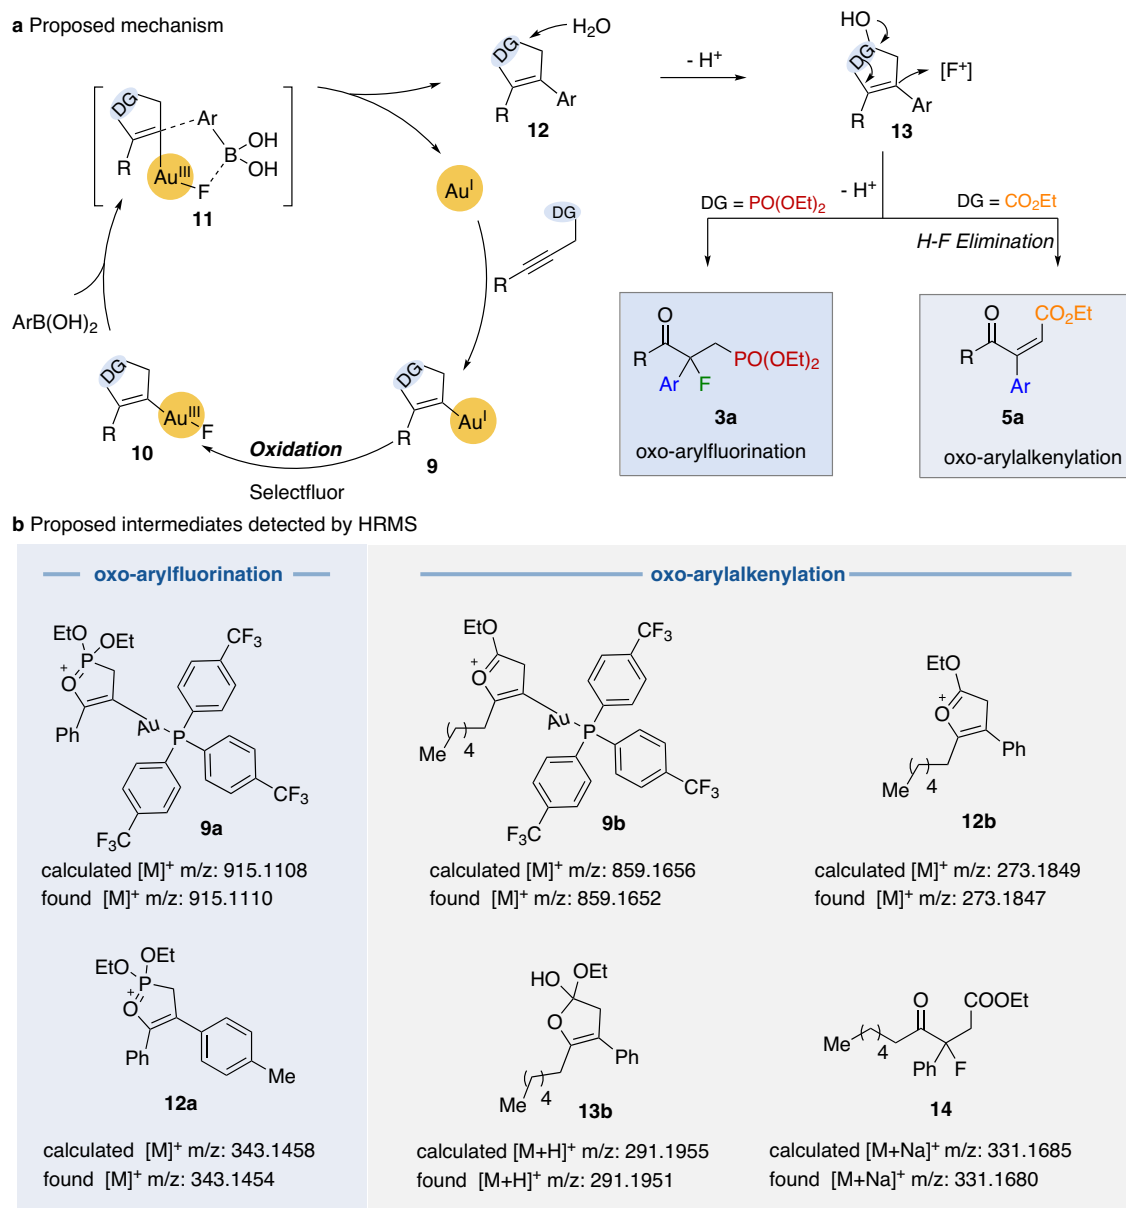 a Proposed mechanism
DG
R
Ar
B
OH
OH
AuIII
F
11
DG
R
Ar
H2O
12
- H+
HO
DG
R
Ar
[F+]
13
AuI
DG
R
- H+
DG = PO(OEt)2
DG = CO2Et
H-F Elimination
ArB(OH)2
DG
R
AuIII
F
10
Oxidation
Selectfluor
DG
R
AuI
9
O
R
Ar
F
PO(OEt)2
3a
oxo-arylfluorination
O
R
CO2Et
Ar
5a
oxo-arylalkenylation
b Proposed intermediates detected by HRMS
oxo-arylfluorination
oxo-arylalkenylation
EtO
OEt
P
+
O
Ph
Au
P
CF3
CF3
F3C
9a
calculated [M]+ m/z: 915.1108
found [M]+ m/z: 915.1110
EtO
+
O
Me
4
Au
P
CF3
CF3
F3C
9b
calculated [M]+ m/z: 859.1656
found [M]+ m/z: 859.1652
EtO
+
O
Me
4
Ph
12b
calculated [M]+ m/z: 273.1849
found [M]+ m/z: 273.1847
EtO
OEt
P
+
O
Ph
Me
12a
calculated [M]+ m/z: 343.1458
found [M]+ m/z: 343.1454
HO
OEt
O
Me
4
Ph
13b
calculated [M+H]+ m/z: 291.1955
found [M+H]+ m/z: 291.1951
O
COOEt
Me
4
Ph
F
14
calculated [M+Na]+ m/z: 331.1685
found [M+Na]+ m/z: 331.1680